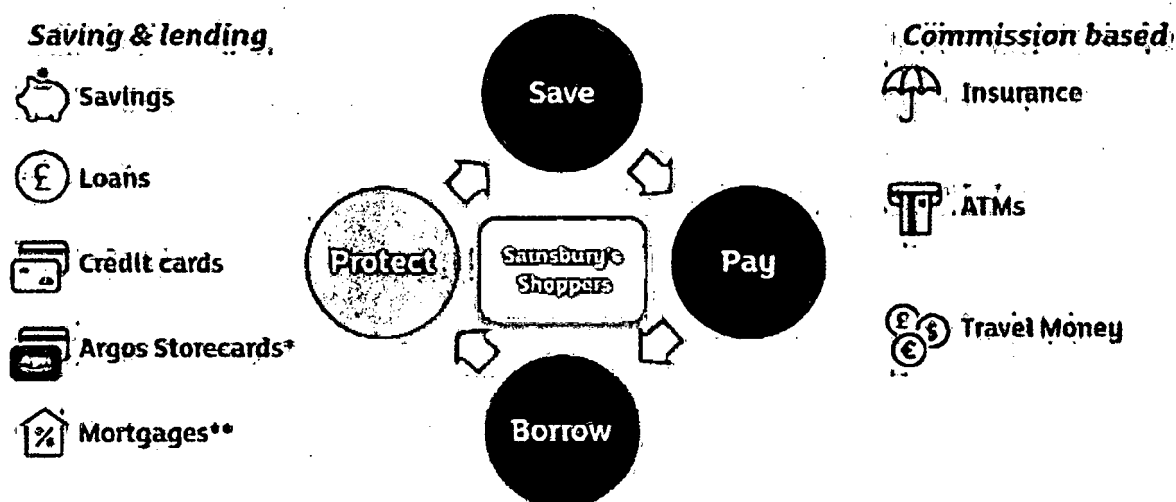 Saving & lending
Savings
£
Loans
Credit cards
Argos Storecards*
%
Mortgages**
Save
Protect
Sainsbury's
Shoppers
Pay
Borrow
Commission based
Insurance
ATMs
£ $ €
Travel Money